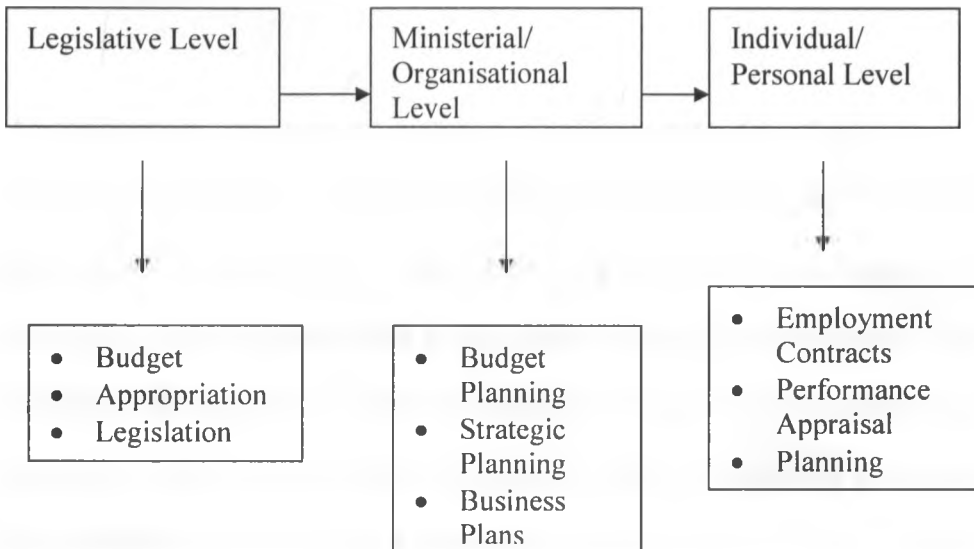 Legislative Level
Ministerial/
Organisational
Level
Individual/
Personal Level
• Budget
• Appropriation
• Legislation
• Budget
Planning
• Strategic
Planning
• Business
Plans
• Employment
Contracts
• Performance
Appraisal
• Planning